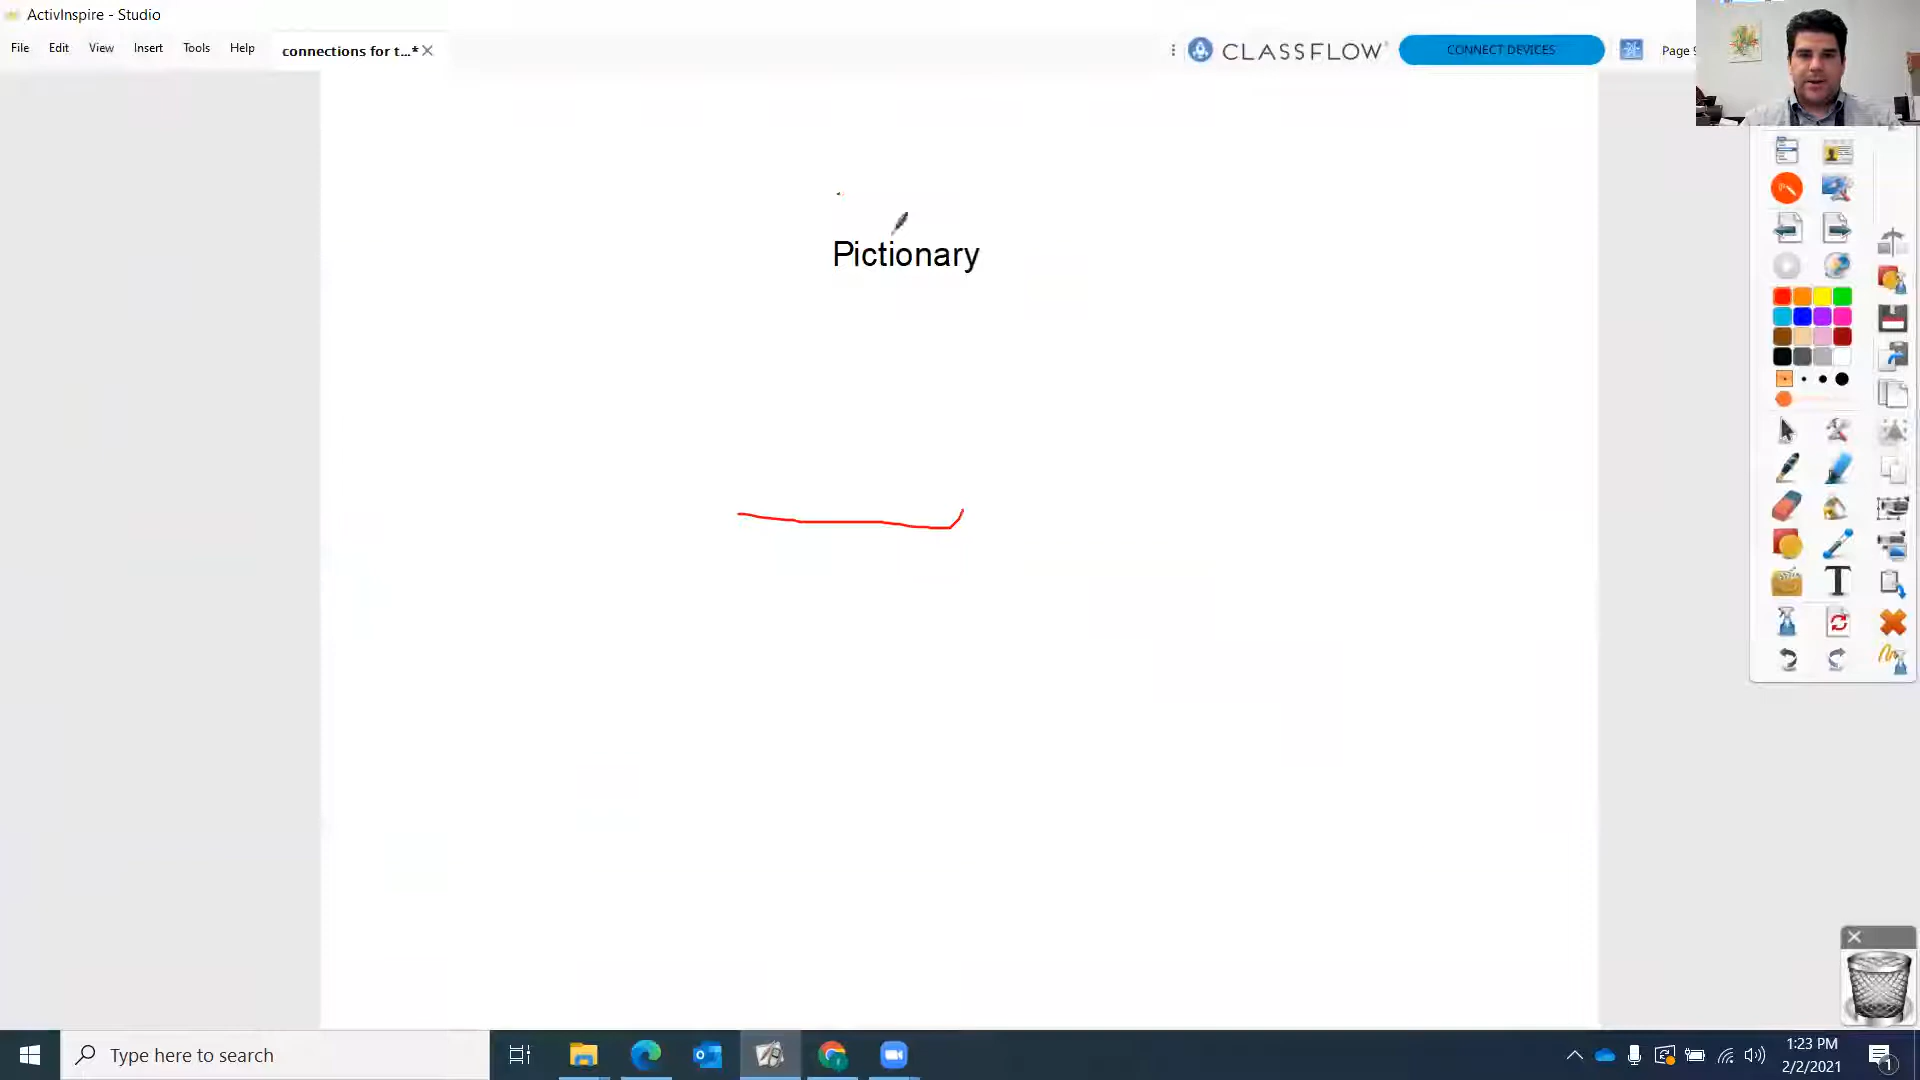 ActivInspire - Studio
File Edit View Insert Tools Help connections for t...* CLASSFLOW CONNECT DEVICES Page
Pictionary
T
Type here to search
1:23 PM
2/2/2021
1